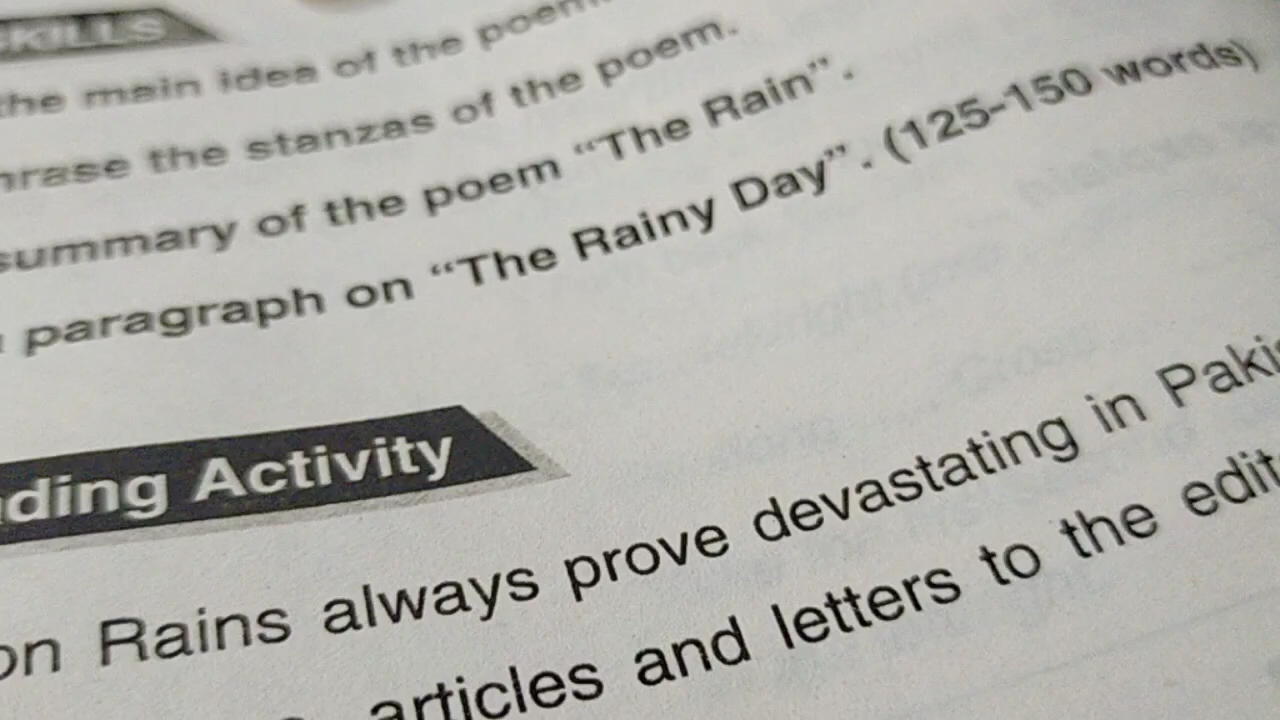 SKILLS
the main idea of the poem
hrase the stanzas of the poem.
summary of the poem “The Rain”.
paragraph on “The Rainy Day”. (125-150 words)
ding Activity
on Rains always prove devastating in Pakis
articles and letters to the edit